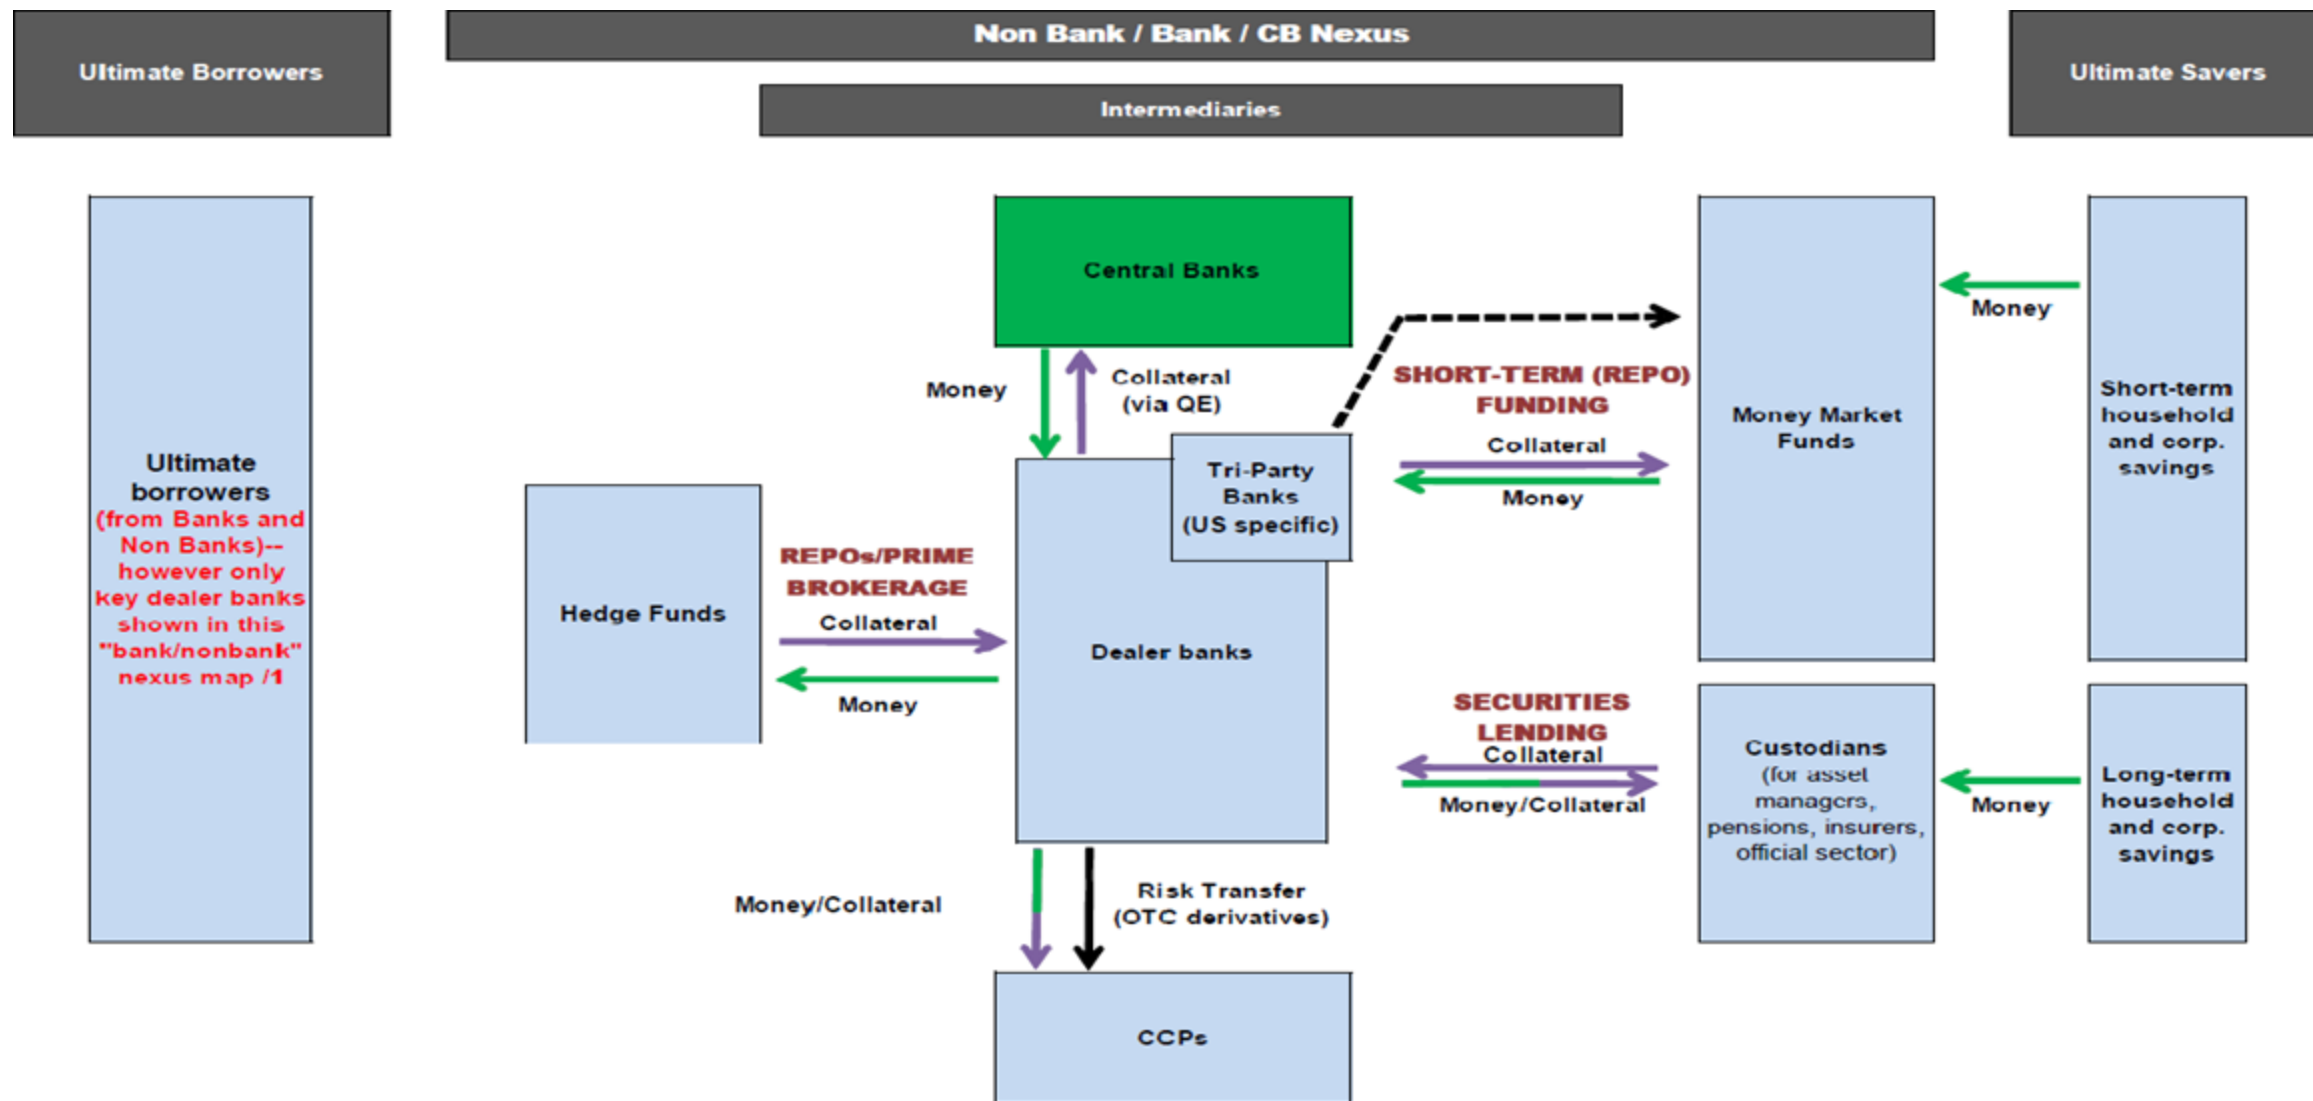 Non Bank / Bank / CB Nexus
Ultimate Borrowers
Ultimate Savers
Intermediaries
Ultimate
borrowers
(from Banks and
Non Banks)--
however only
key dealer banks
shown in this
"bank/nonbank"
nexus map /1
Hedge Funds
REPOs/PRIME
BROKERAGE
Collateral
Money
Central Banks
Money
Collateral
(via QE)
Tri-Party
Banks
(US specific)
Dealer banks
Money/Collateral
Risk Transfer
(OTC derivatives)
CCPs
SHORT-TERM (REPO)
FUNDING
Collateral
Money
SECURITIES
LENDING
Collateral
Money/Collateral
Money Market
Funds
Custodians
(for asset
managers,
pensions, insurers,
official sector)
Money
Money
Short-term
household
and corp.
savings
Long-term
household
and corp.
savings